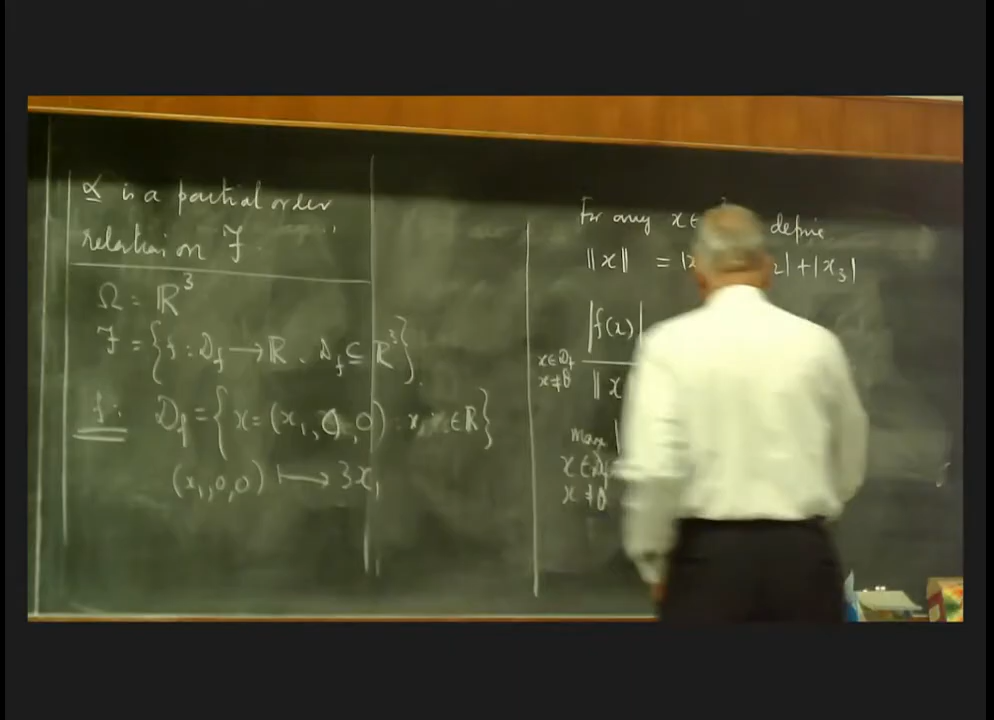 α is a partial order
relation on F.
Ω = ℝ³
F = {f : D_f → ℝ, D_f ⊆ ℝ³}.
f: D_f = {x = (x₁, 0, 0) : x₁ ∈ ℝ}
(x₁, 0, 0) ↦ 3x₁
For any x ∈ define
‖x‖ = |x ₂| + |x₃|
|f(x)|
x ∈ D_f
x ≠ θ
‖x
Max |
x ∈ D_f
x ≠ θ